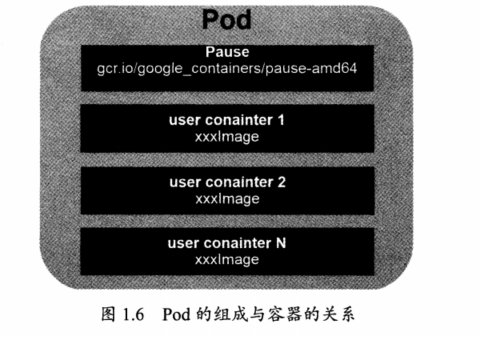 Pod
Pause
gcr.io/google_containers/pause-amd64
user conainter 1
xxxImage
user conainter 2
xxxImage
user conainter N
xxxImage
图 1.6 Pod 的组成与容器的关系